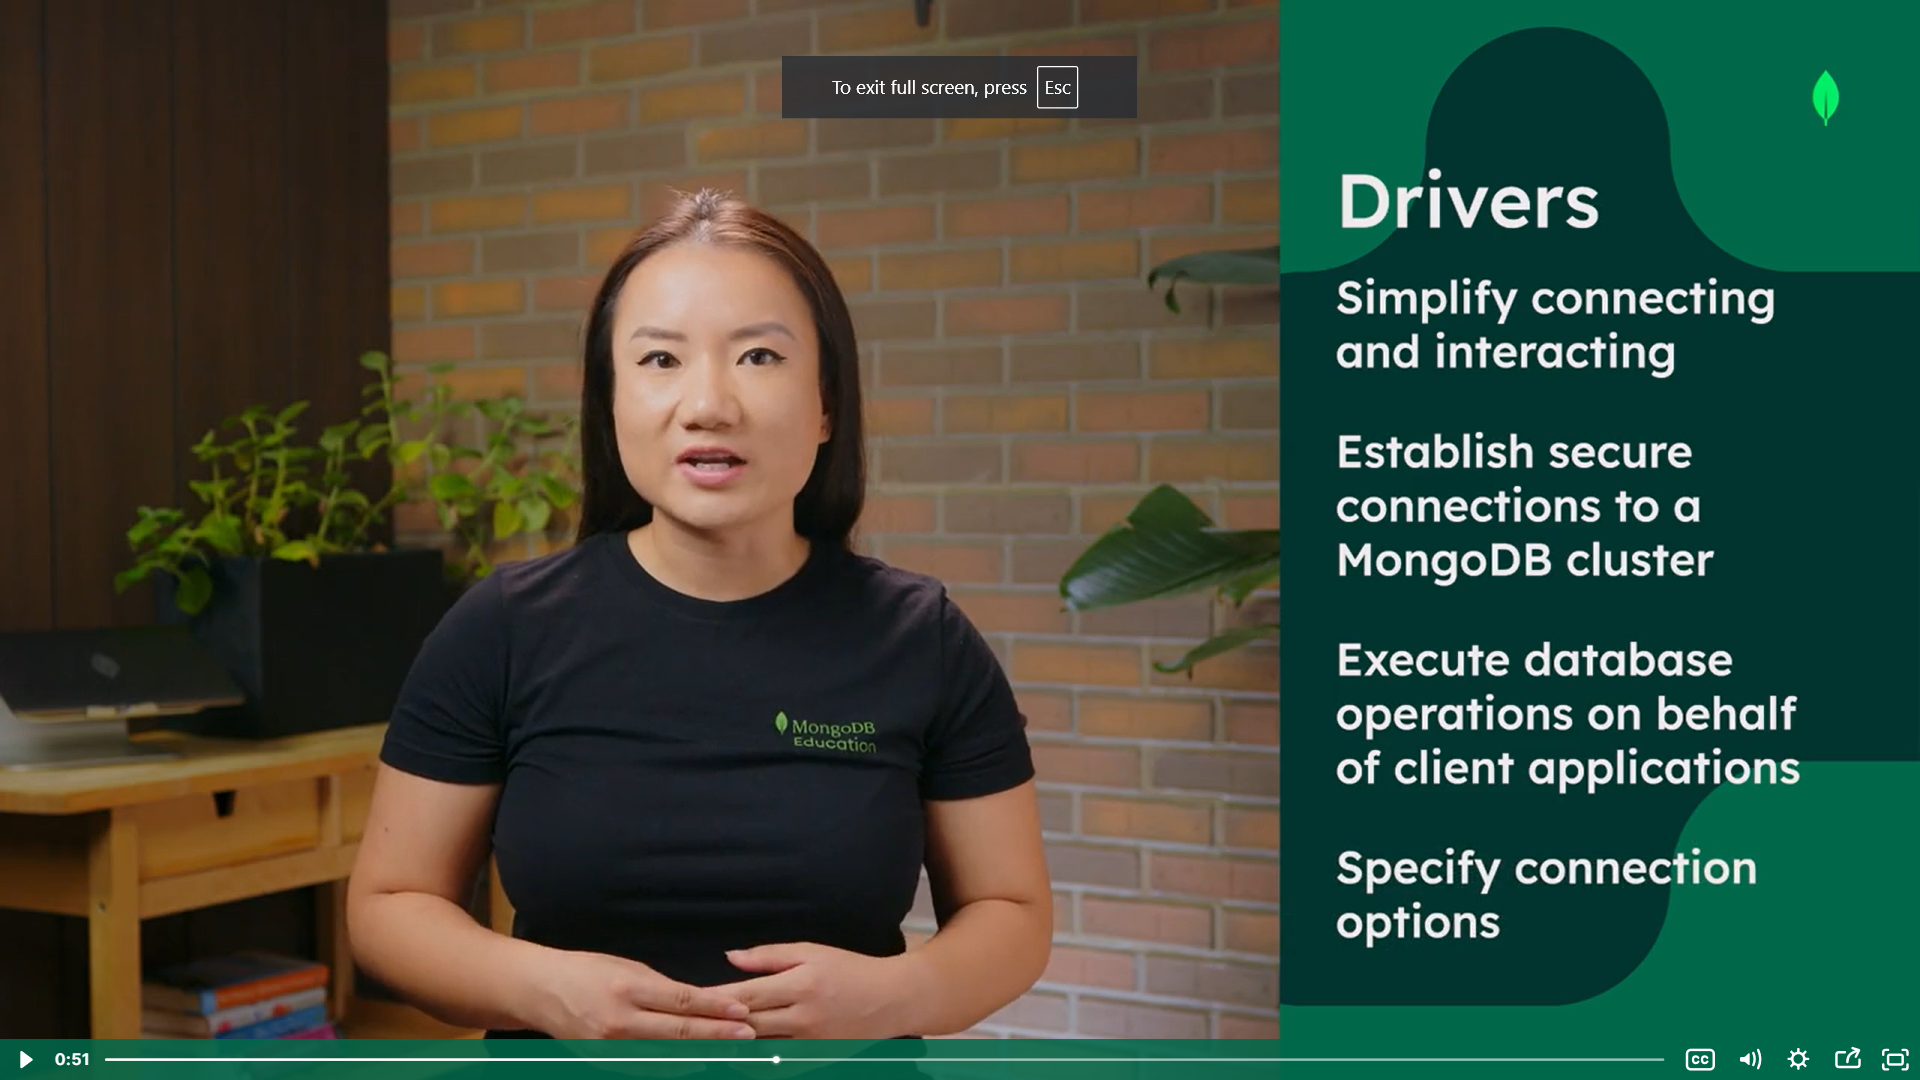 To exit full screen, press Esc
Drivers
Simplify connecting
and interacting
Establish secure
connections to a
MongoDB cluster
Execute database
operations on behalf
of client applications
Specify connection
options
MongoDB
Education
0:51
CC